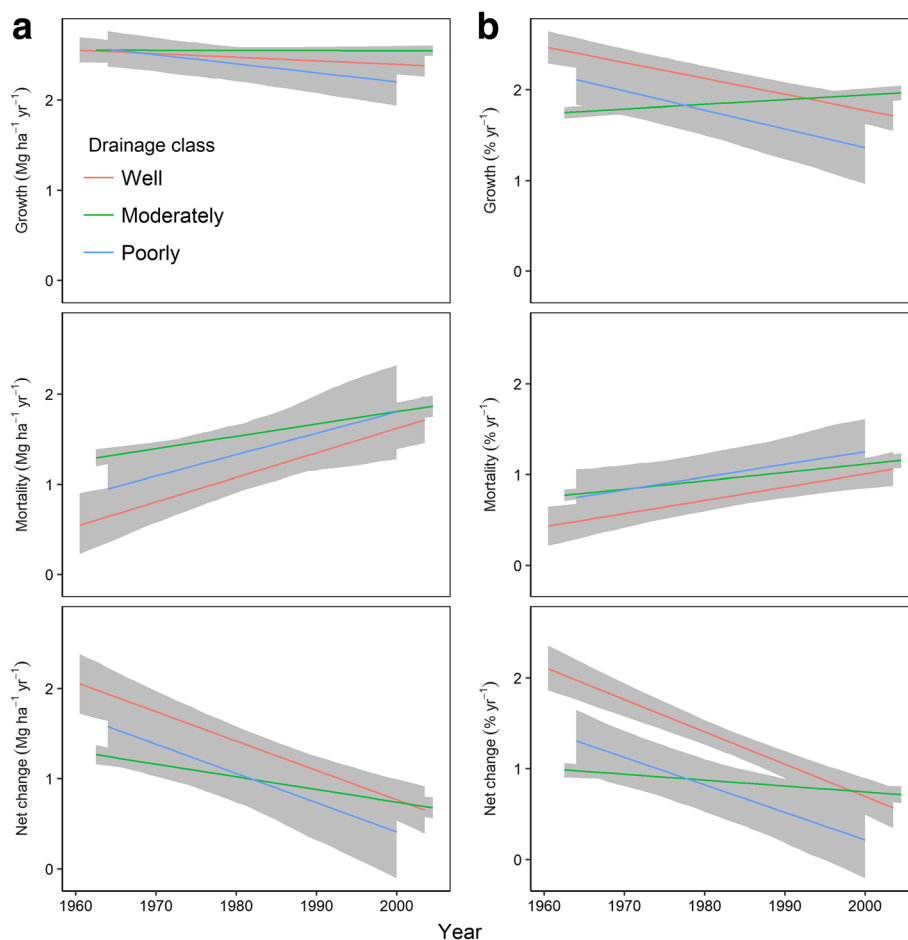 a
Growth (Mg ha⁻¹ yr⁻¹)
2
1
0
Drainage class
Well
Moderately
Poorly
b
Growth (% yr⁻¹)
2
1
0
Mortality (Mg ha⁻¹ yr⁻¹)
2
1
0
Mortality (% yr⁻¹)
2
1
0
Net change (Mg ha⁻¹ yr⁻¹)
2
1
0
1960 1970 1980 1990 2000
Net change (% yr⁻¹)
2
1
0
1960 1970 1980 1990 2000
Year